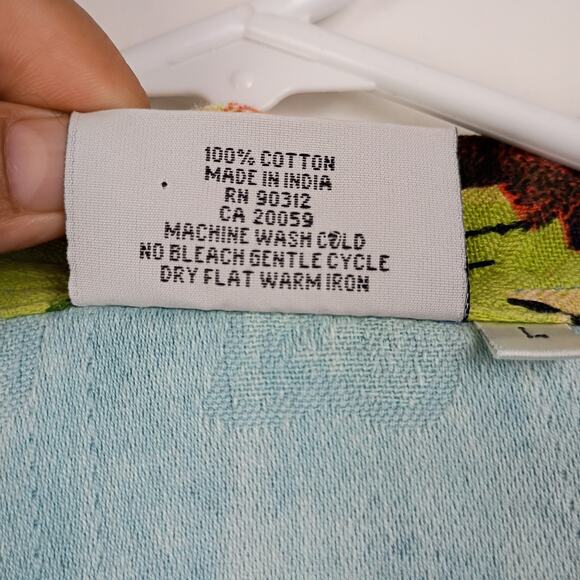 100% COTTON
MADE IN INDIA
RN 90312
CA 20059
MACHINE WASH COLD
NO BLEACH GENTLE CYCLE
DRY FLAT WARM IRON